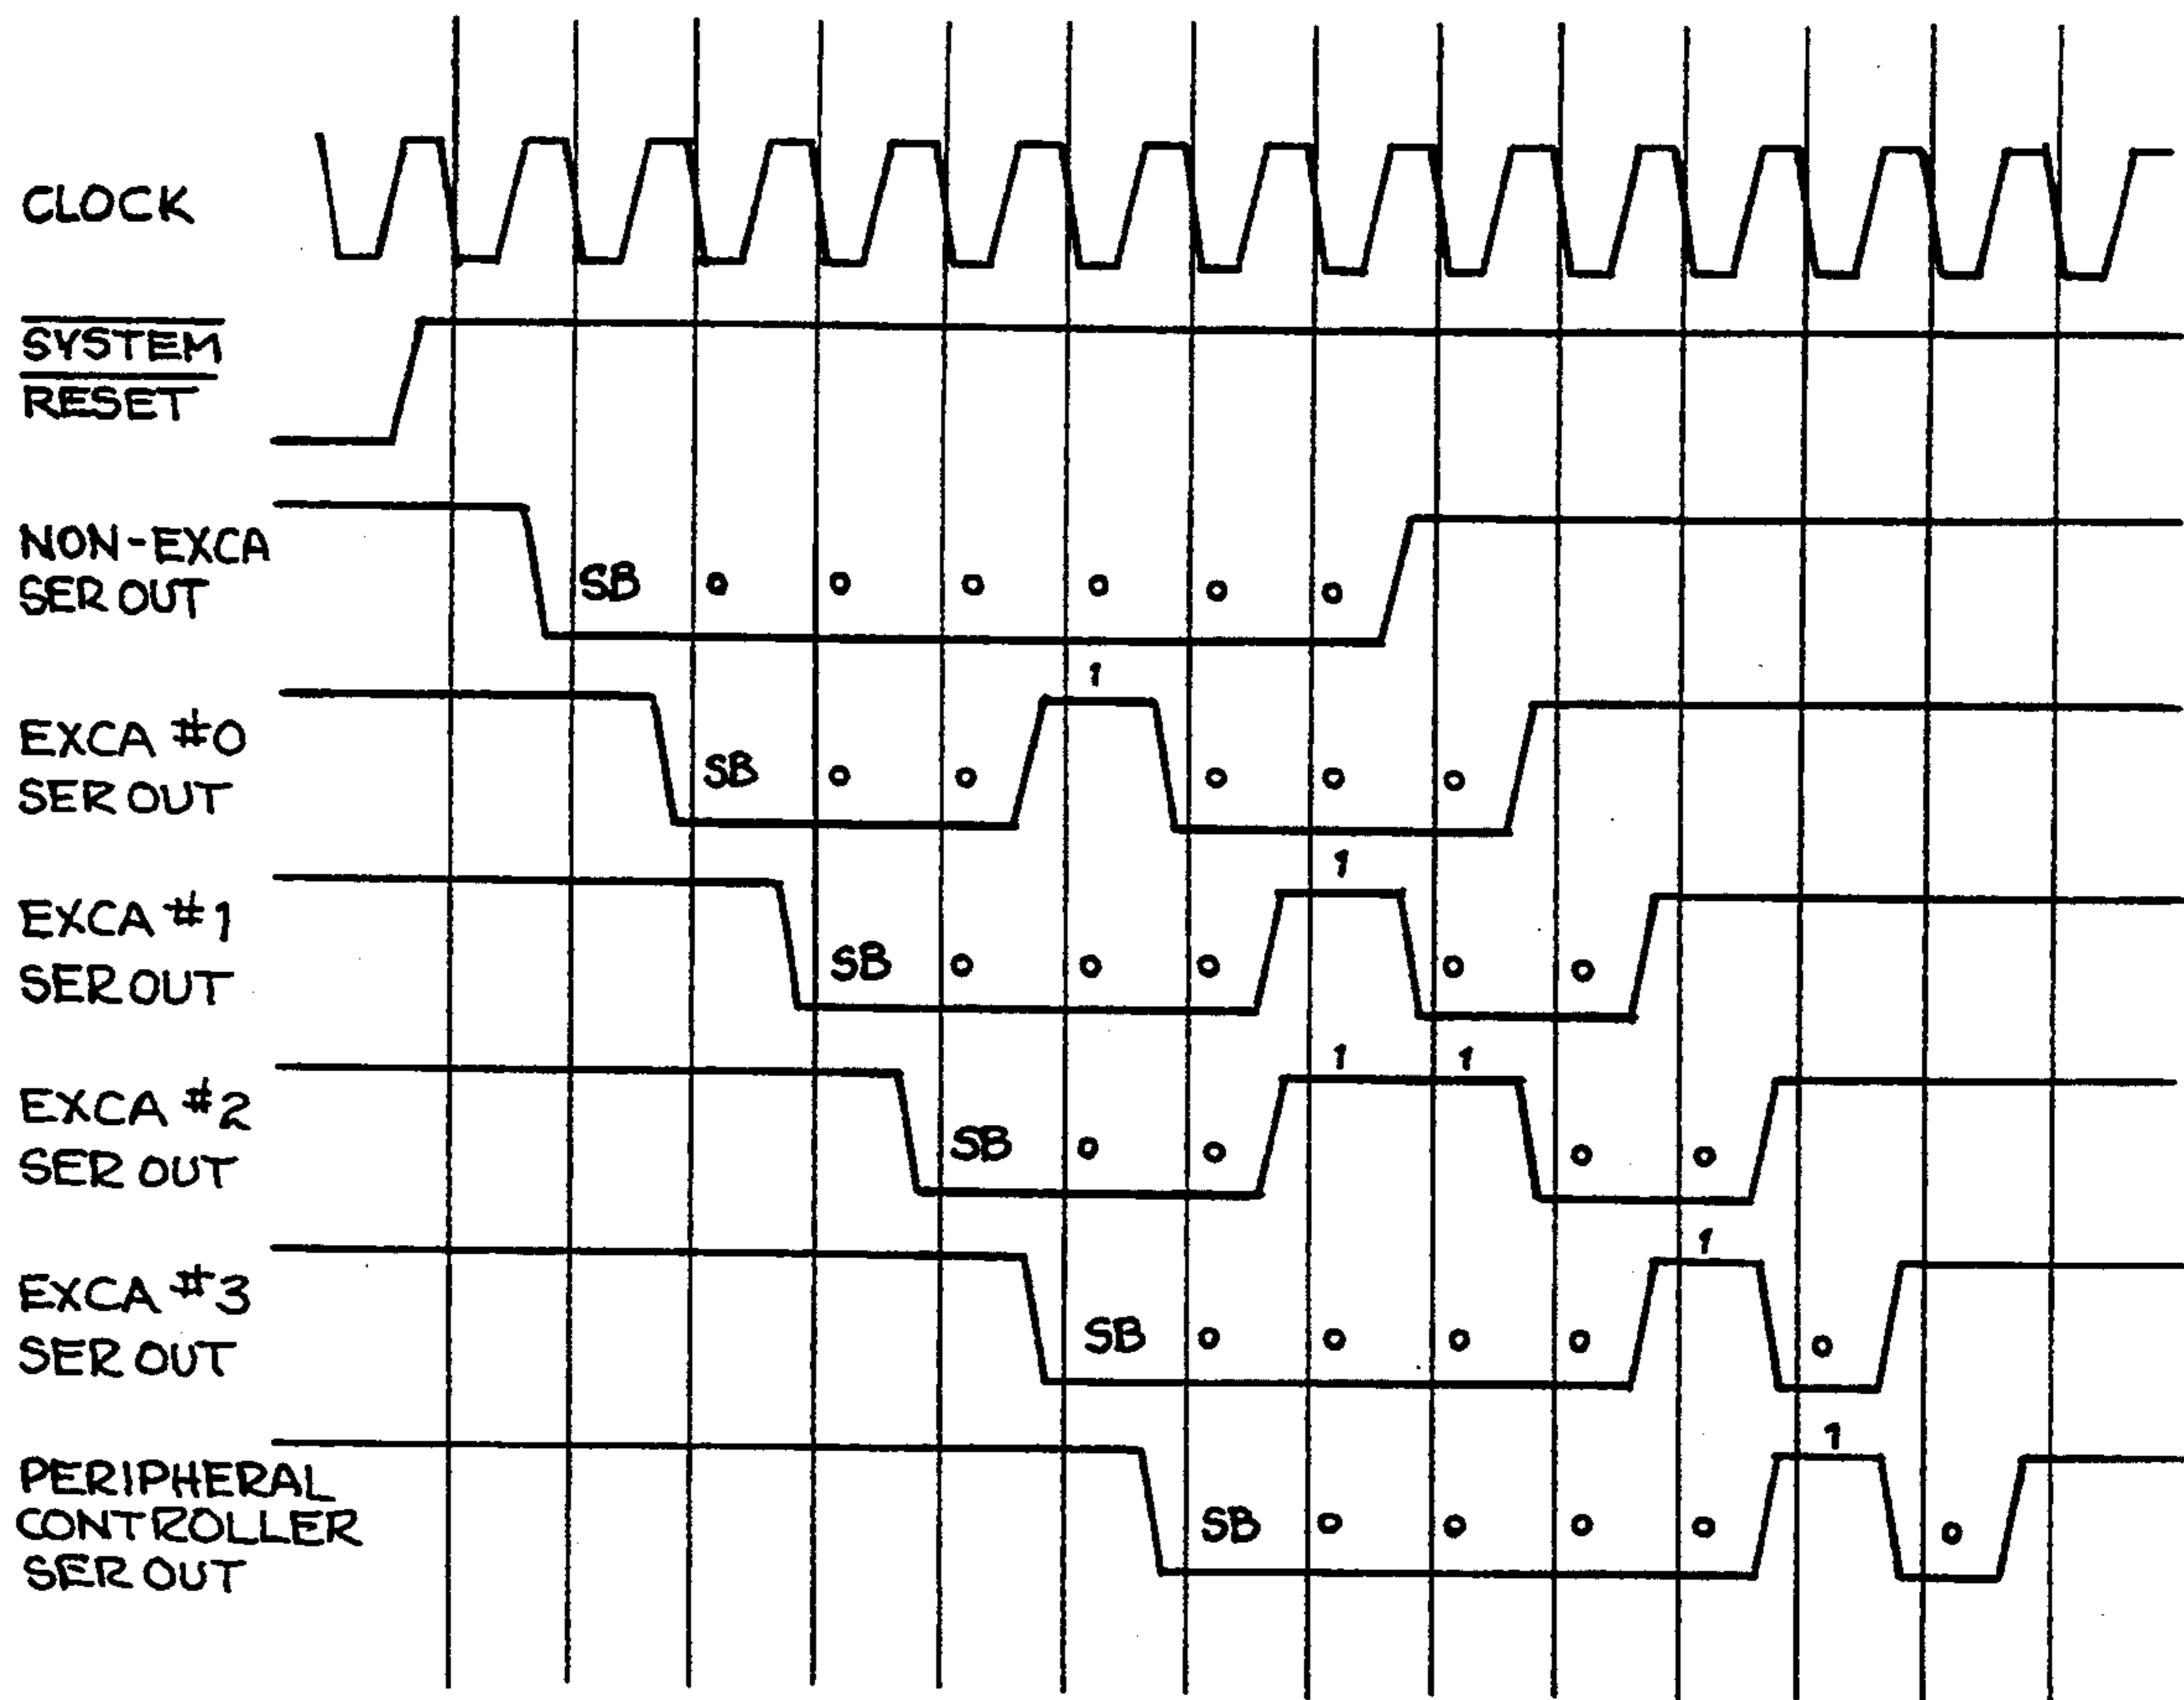 CLOCK
SYSTEM
RESET
NON-EXCA
SER OUT
SB 0 0 0 0 0 0
1
EXCA #0
SER OUT
SB 0 0 0 0 0
1
EXCA #1
SER OUT
SB 0 0 0 0 0
1 1
EXCA #2
SER OUT
SB 0 0 0 0
1
EXCA #3
SER OUT
SB 0 0 0 0 0
1
PERIPHERAL
CONTROLLER
SER OUT
SB 0 0 0 0 0